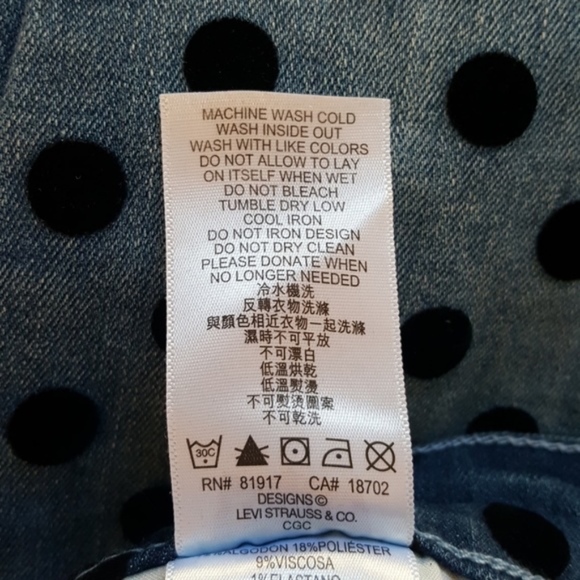 MACHINE WASH COLD
WASH INSIDE OUT
WASH WITH LIKE COLORS
DO NOT ALLOW TO LAY
ON ITSELF WHEN WET
DO NOT BLEACH
TUMBLE DRY LOW
COOL IRON
DO NOT IRON DESIGN
DO NOT DRY CLEAN
PLEASE DONATE WHEN
NO LONGER NEEDED
冷水機洗
反轉衣物洗滌
與顏色相近衣物一起洗滌
濕時不可平放
不可漂白
低溫烘乾
低溫熨燙
不可熨燙圖案
不可乾洗
30C
RN# 81917 CA# 18702
DESIGNS ©
LEVI STRAUSS & CO.
CGC
ALGODON 18%POLIÉSTER
9%VISCOSA
1%ELASTANO